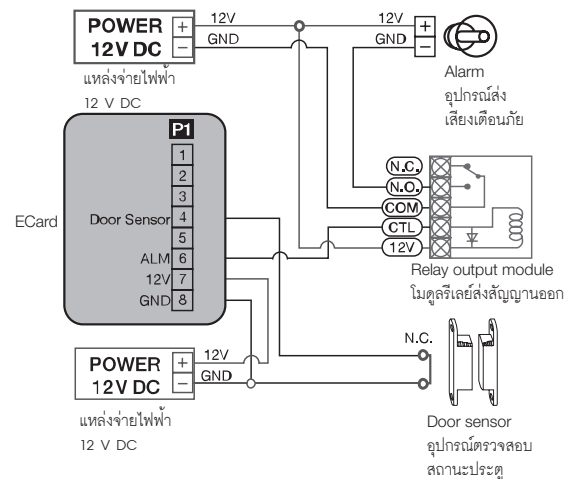 POWER
12V DC
+
−
12V
GND
แหล่งจ่ายไฟฟ้า
12 V DC
12V
GND
+
−
Alarm
อุปกรณ์ส่ง
เสียงเตือนภัย
ECard
P1
1
2
3
Door Sensor 4
5
ALM 6
12V 7
GND 8
N.C.
N.O.
COM
CTL
12V
Relay output module
โมดูลรีเลย์ส่งสัญญานออก
POWER
12V DC
+
−
12V
GND
แหล่งจ่ายไฟฟ้า
12 V DC
N.C.
Door sensor
อุปกรณ์ตรวจสอบ
สถานะประตู